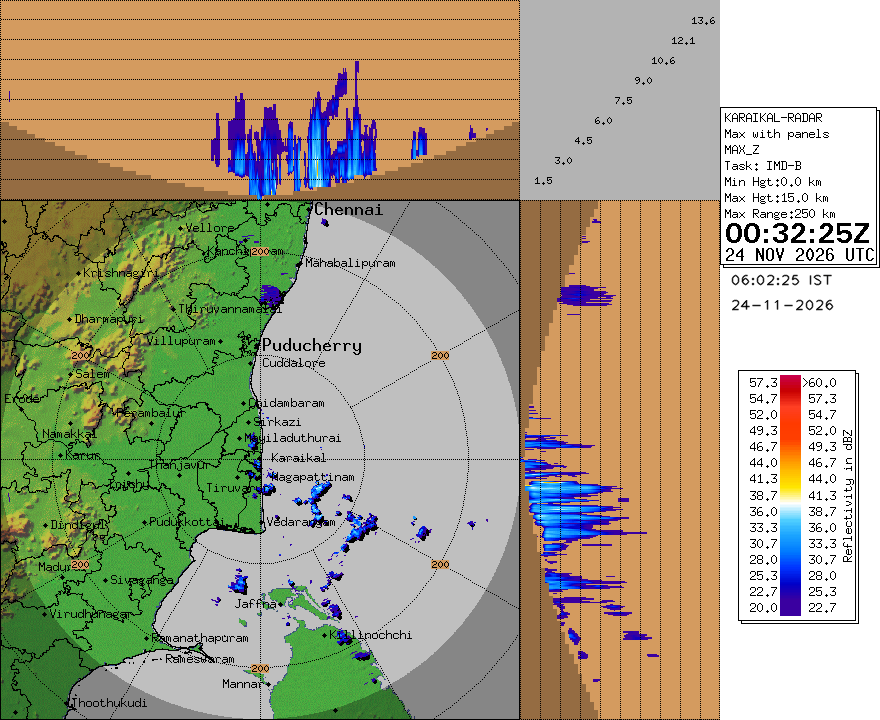 13.6
12.1
10.6
9.0
7.5
6.0
4.5
3.0
1.5
KARAIKAL-RADAR
Max with panels
MAX_Z
Task: IMD-B
Min Hgt:0.0 km
Max Hgt:15.0 km
Max Range:250 km
00:32:25Z
24 NOV 2026 UTC
06:02:25 IST
24-11-2026
Chennai
Vellore
200
Mahabalipuram
Krishnagiri
Thiruvannamalai
Dharmapuri
Villupuram
Puducherry
200
200
Cuddalore
Salem
Chidambaram
Perambalur
Sirkazi
Namakkal
Mayiladuthurai
Karur
Karaikal
Thanjavur
Nagapattinam
Pudukkottai
Vedaranyam
Dindigul
200
200
Sivaganga
Jaffna
Virudhunagar
Ramanathapuram
Killinochchi
Rameswaram
200
Mannar
Thoothukudi
57.3 >60.0
54.7 57.3
52.0 54.7
49.3 52.0
46.7 49.3
44.0 46.7
41.3 44.0
38.7 41.3
36.0 38.7
33.3 36.0
30.7 33.3
28.0 30.7
25.3 28.0
22.7 25.3
20.0 22.7
Reflectivity in dBZ